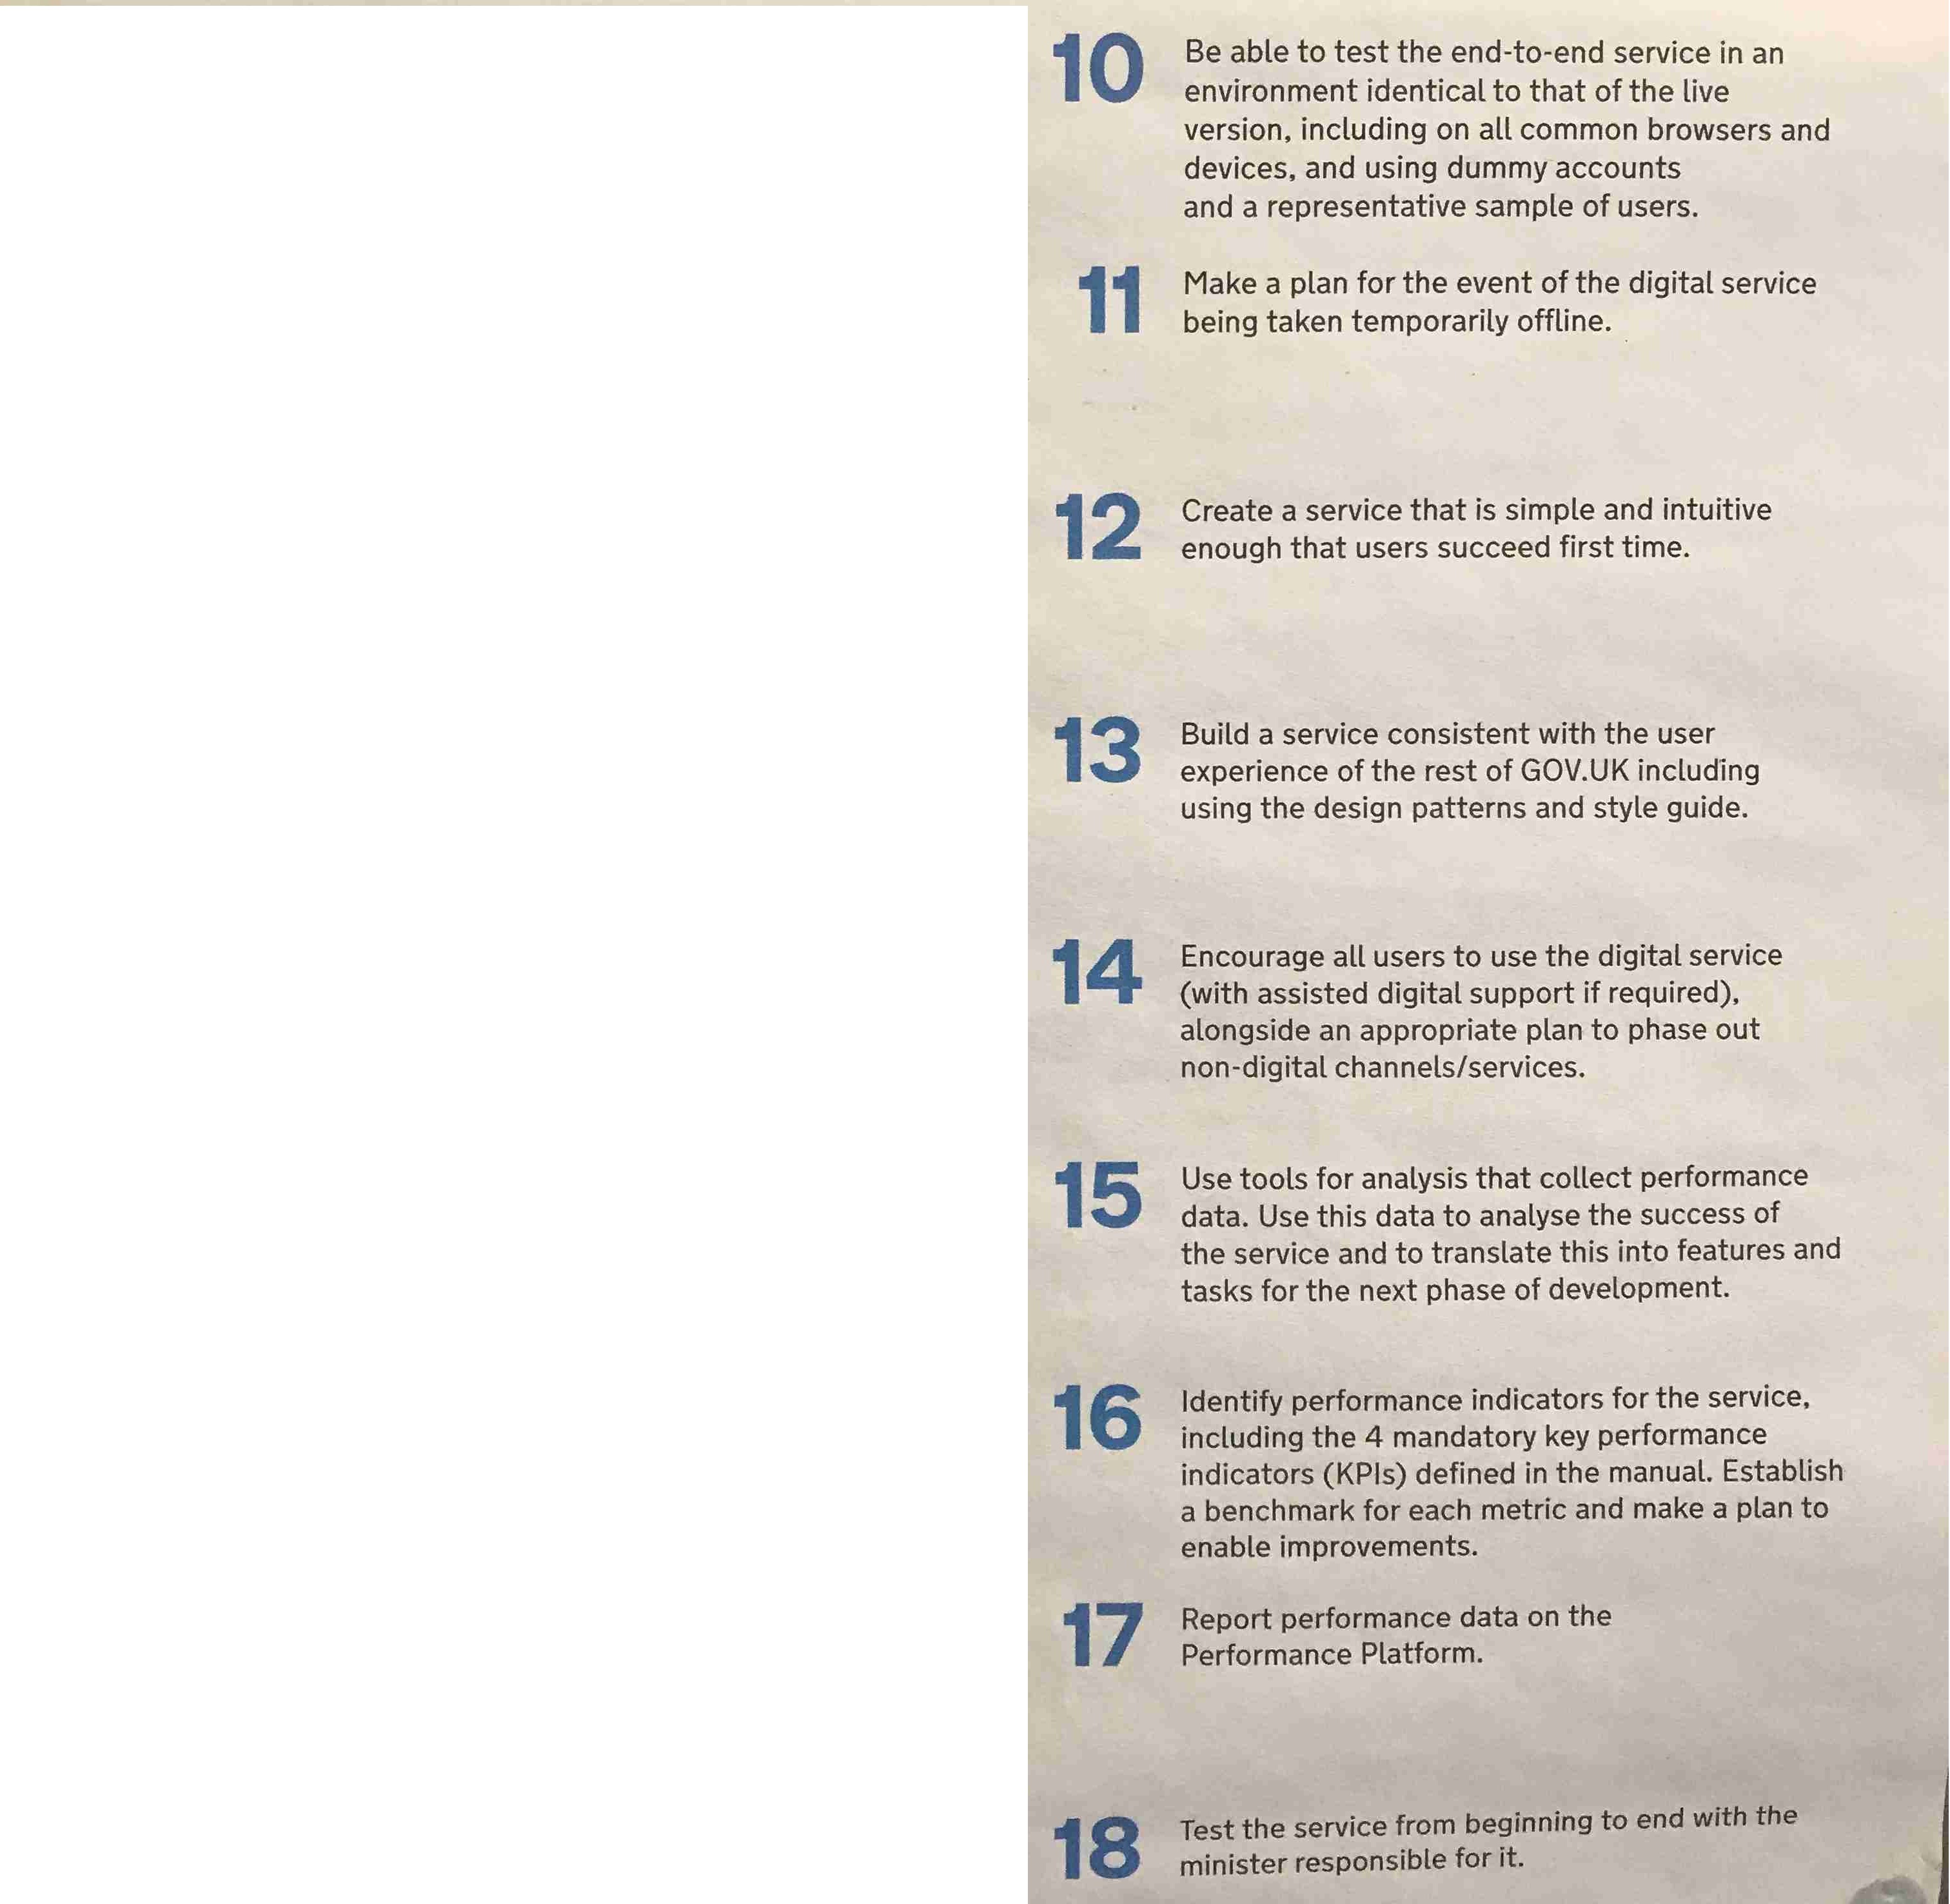 10 Be able to test the end-to-end service in an
environment identical to that of the live
version, including on all common browsers and
devices, and using dummy accounts
and a representative sample of users.
11 Make a plan for the event of the digital service
being taken temporarily offline.
12 Create a service that is simple and intuitive
enough that users succeed first time.
13 Build a service consistent with the user
experience of the rest of GOV.UK including
using the design patterns and style guide.
14 Encourage all users to use the digital service
(with assisted digital support if required),
alongside an appropriate plan to phase out
non-digital channels/services.
15 Use tools for analysis that collect performance
data. Use this data to analyse the success of
the service and to translate this into features and
tasks for the next phase of development.
16 Identify performance indicators for the service,
including the 4 mandatory key performance
indicators (KPIs) defined in the manual. Establish
a benchmark for each metric and make a plan to
enable improvements.
17 Report performance data on the
Performance Platform.
18 Test the service from beginning to end with the
minister responsible for it.